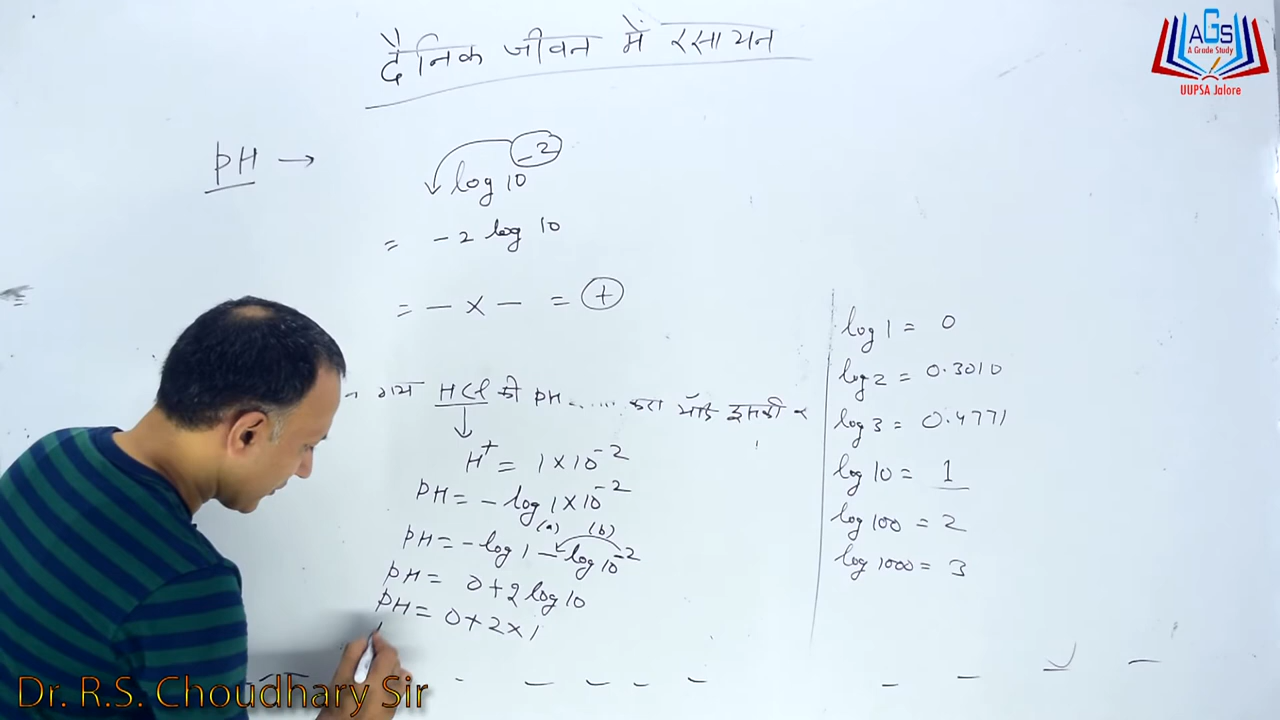 दैनिक जीवन में रसायन
AGS
A Grade Study
UUPSA Jalore
pH →
log 10⁻²
= -2 log 10
= - × - = +
HCl की pH ......
H⁺ = 1×10⁻²
pH = - log 1×10⁻²
(a) (b)
pH = - log 1 - log 10⁻²
pH = 0 + 2 log 10
pH = 0 + 2 × 1
log 1 = 0
log 2 = 0.3010
log 3 = 0.4771
log 10 = 1
log 100 = 2
log 1000 = 3
Dr. R.S. Choudhary Sir